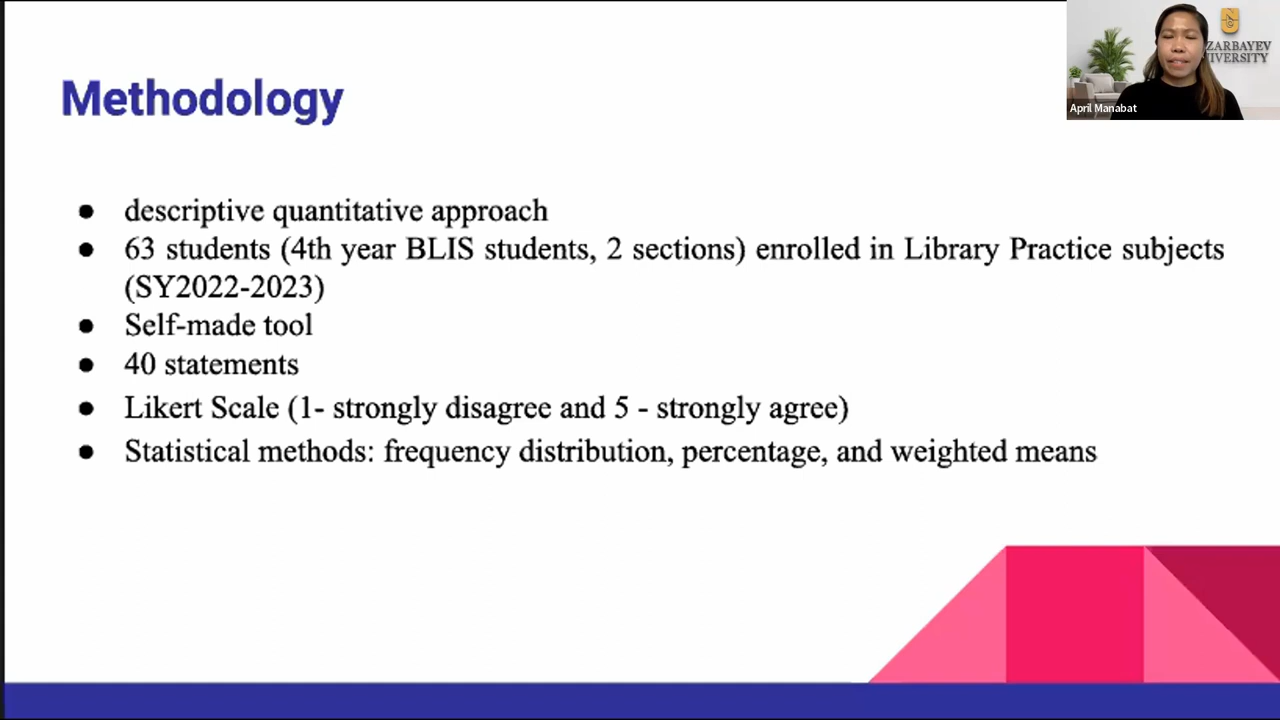 Methodology
● descriptive quantitative approach
● 63 students (4th year BLIS students, 2 sections) enrolled in Library Practice subjects
(SY2022-2023)
● Self-made tool
● 40 statements
● Likert Scale (1- strongly disagree and 5 - strongly agree)
● Statistical methods: frequency distribution, percentage, and weighted means
ZARBAYEV
IVERSITY
April Manabat